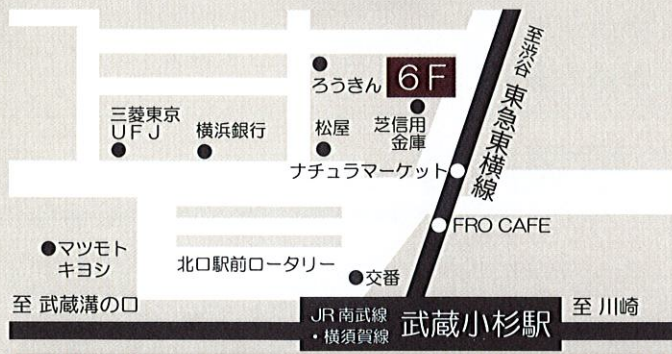 至渋谷
東急東横線
ろうきん
6F
三菱東京
UFJ
横浜銀行
松屋
芝信用
金庫
ナチュラマーケット
FRO CAFE
マツモト
キヨシ
北口駅前ロータリー
交番
至 武蔵溝の口
JR 南武線
・横須賀線
武蔵小杉駅
至 川崎